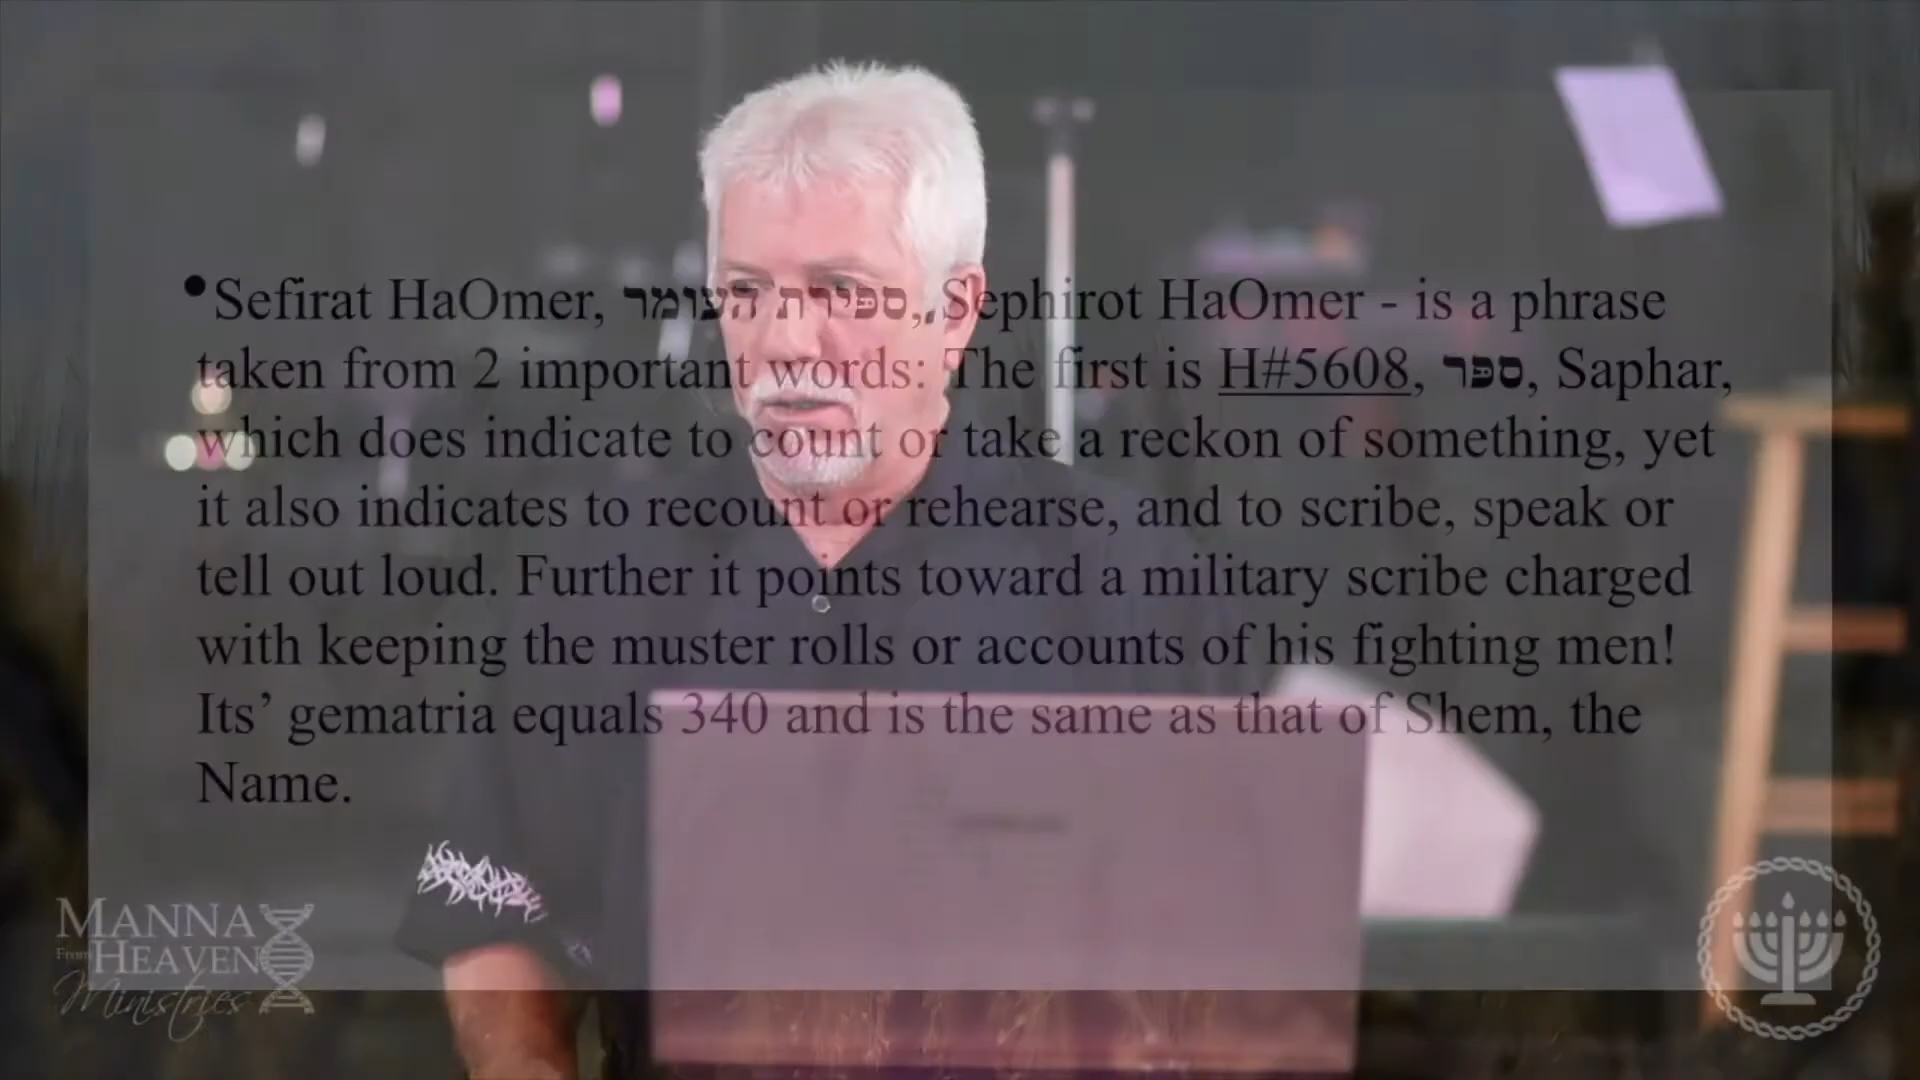 •Sefirat HaOmer, ספירת העומר, Sephirot HaOmer - is a phrase
taken from 2 important words: The first is H#5608, ספר, Saphar,
which does indicate to count or take a reckon of something, yet
it also indicates to recount or rehearse, and to scribe, speak or
tell out loud. Further it points toward a military scribe charged
with keeping the muster rolls or accounts of his fighting men!
Its’ gematria equals 340 and is the same as that of Shem, the
Name.
MANNA
From HEAVEN
Ministries